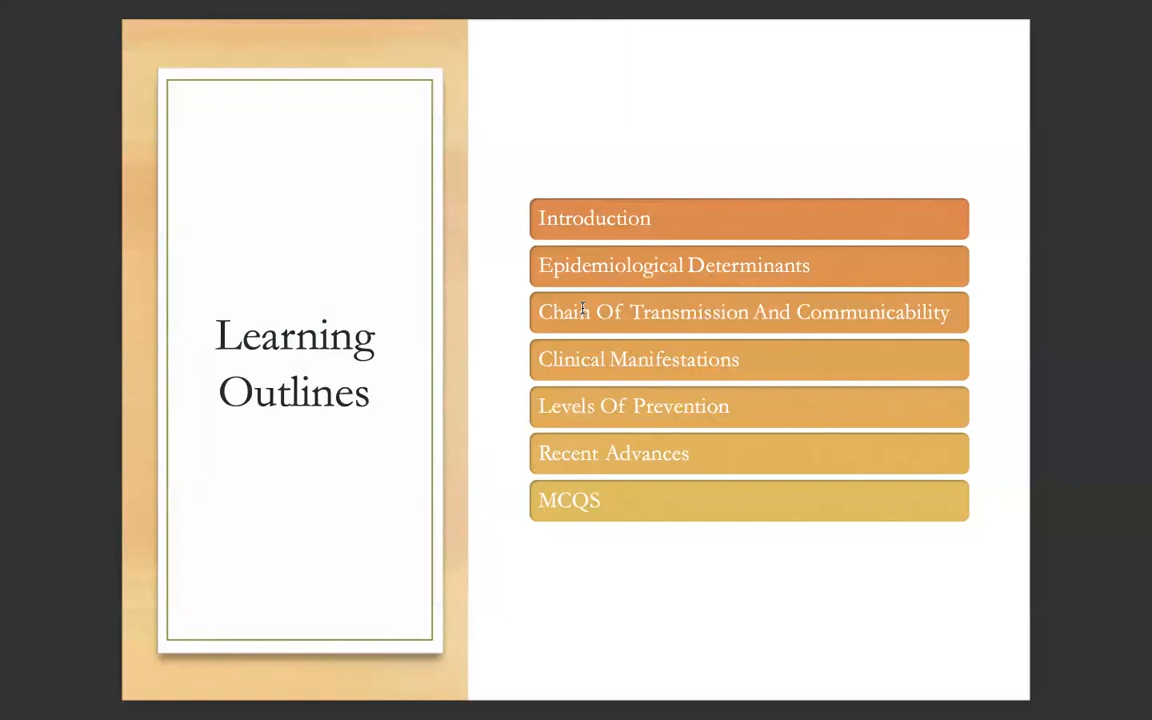 Learning
Outlines
Introduction
Epidemiological Determinants
Chain Of Transmission And Communicability
Clinical Manifestations
Levels Of Prevention
Recent Advances
MCQS